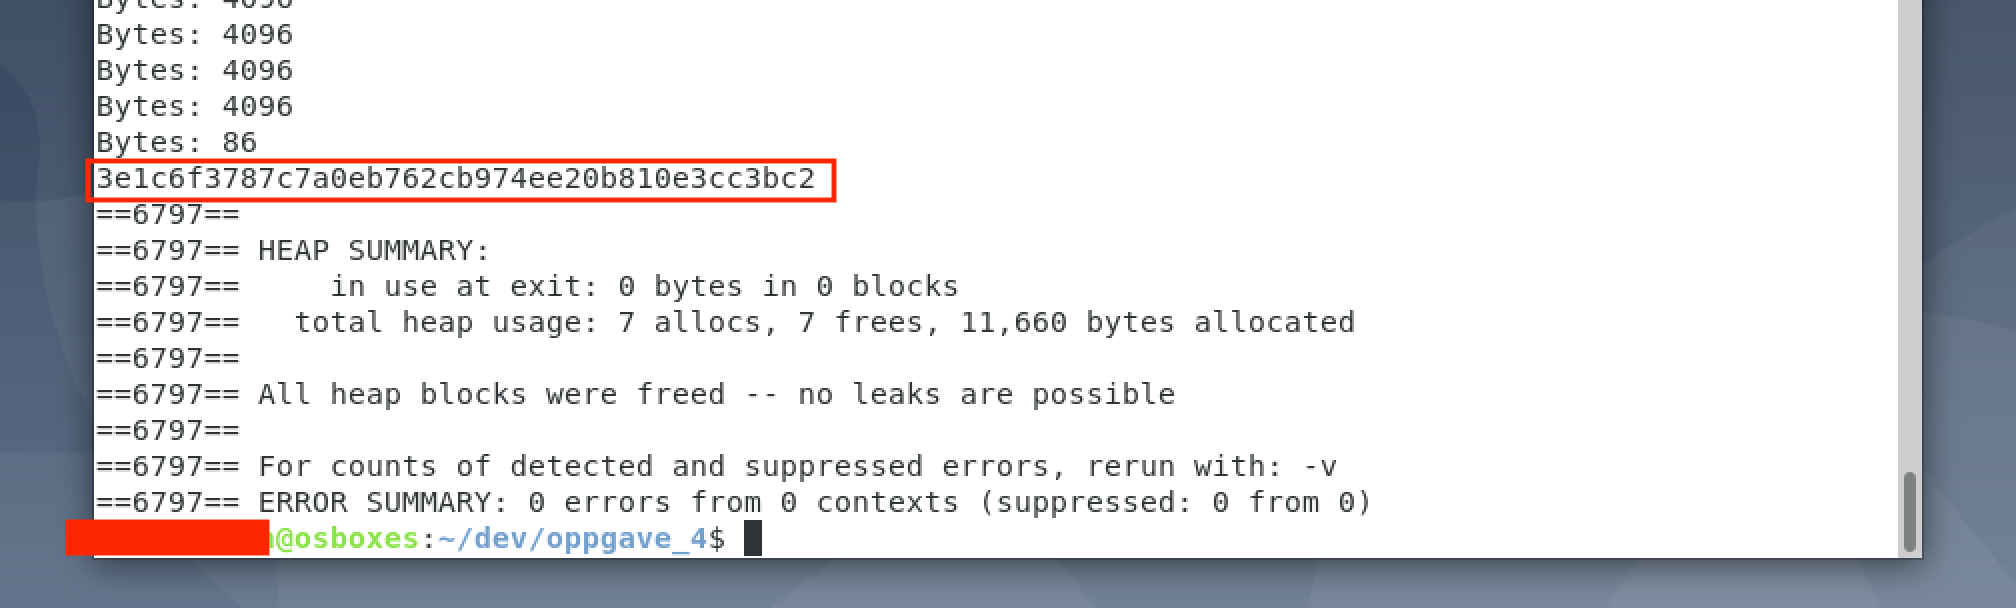 Bytes: 4096
Bytes: 4096
Bytes: 4096
Bytes: 4096
Bytes: 86
3e1c6f3787c7a0eb762cb974ee20b810e3cc3bc2
==6797==
==6797== HEAP SUMMARY:
==6797==     in use at exit: 0 bytes in 0 blocks
==6797==   total heap usage: 7 allocs, 7 frees, 11,660 bytes allocated
==6797==
==6797== All heap blocks were freed -- no leaks are possible
==6797==
==6797== For counts of detected and suppressed errors, rerun with: -v
==6797== ERROR SUMMARY: 0 errors from 0 contexts (suppressed: 0 from 0)
@osboxes:~/dev/oppgave_4$